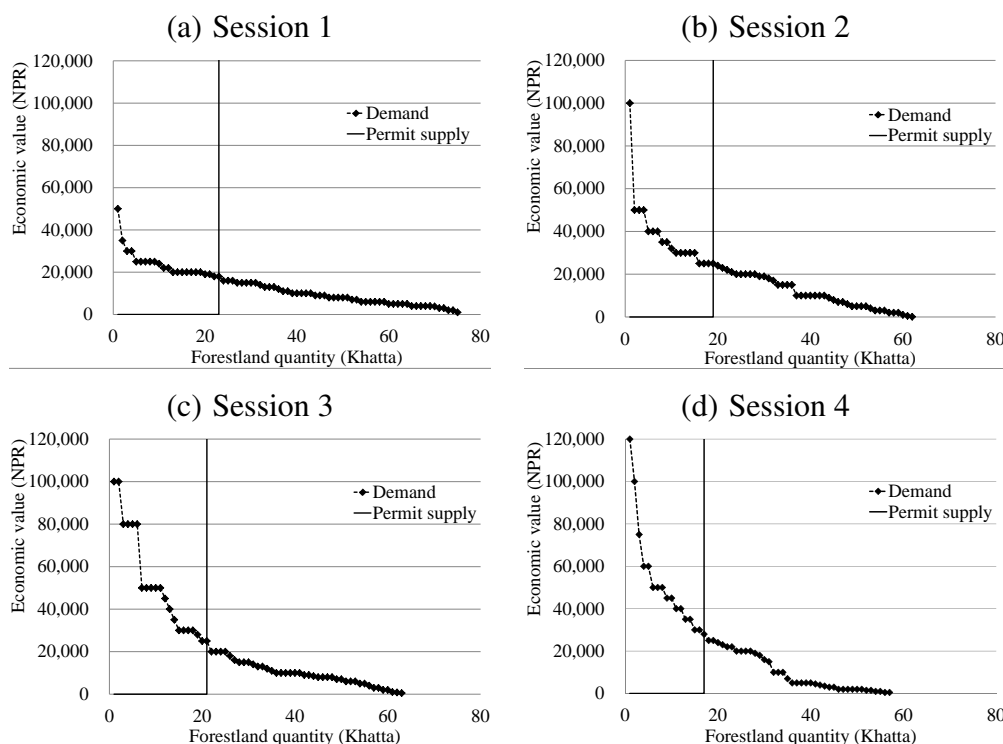 (a) Session 1
120,000
100,000
80,000
60,000
40,000
20,000
0
0 20 40 60 80
Economic value (NPR)
Forestland quantity (Khatta)
Demand
Permit supply
(b) Session 2
120,000
100,000
80,000
60,000
40,000
20,000
0
0 20 40 60 80
Economic value (NPR)
Forestland quantity (Khatta)
Demand
Permit supply
(c) Session 3
120,000
100,000
80,000
60,000
40,000
20,000
0
0 20 40 60 80
Economic value (NPR)
Forestland quantity (Khatta)
Demand
Permit supply
(d) Session 4
120,000
100,000
80,000
60,000
40,000
20,000
0
0 20 40 60 80
Economic value (NPR)
Forestland quantity (Khatta)
Demand
Permit supply